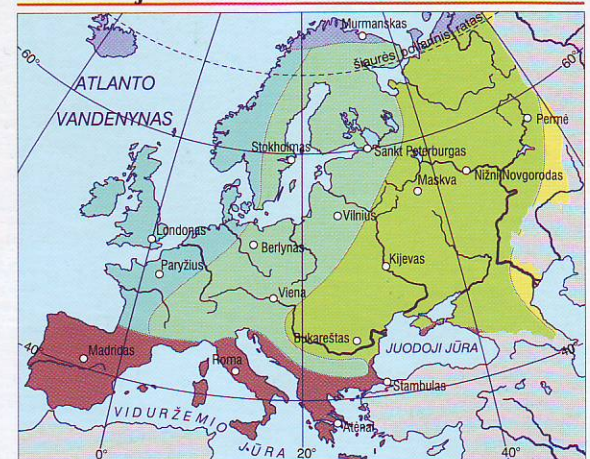 Murmanskas
šiaurės poliarinis ratas
60°
60°
ATLANTO
VANDENYNAS
Permė
Stokholmas
Sankt Peterburgas
Nižnij Novgorodas
Maskva
Vilnius
Londonas
Berlynas
Kijevas
Paryžius
Viena
Bukareštas
JUODOJI JŪRA
40°
40°
Madridas
Roma
Stambulas
VIDURŽEMIO
Atėnai
JŪRA
0°
20°
40°